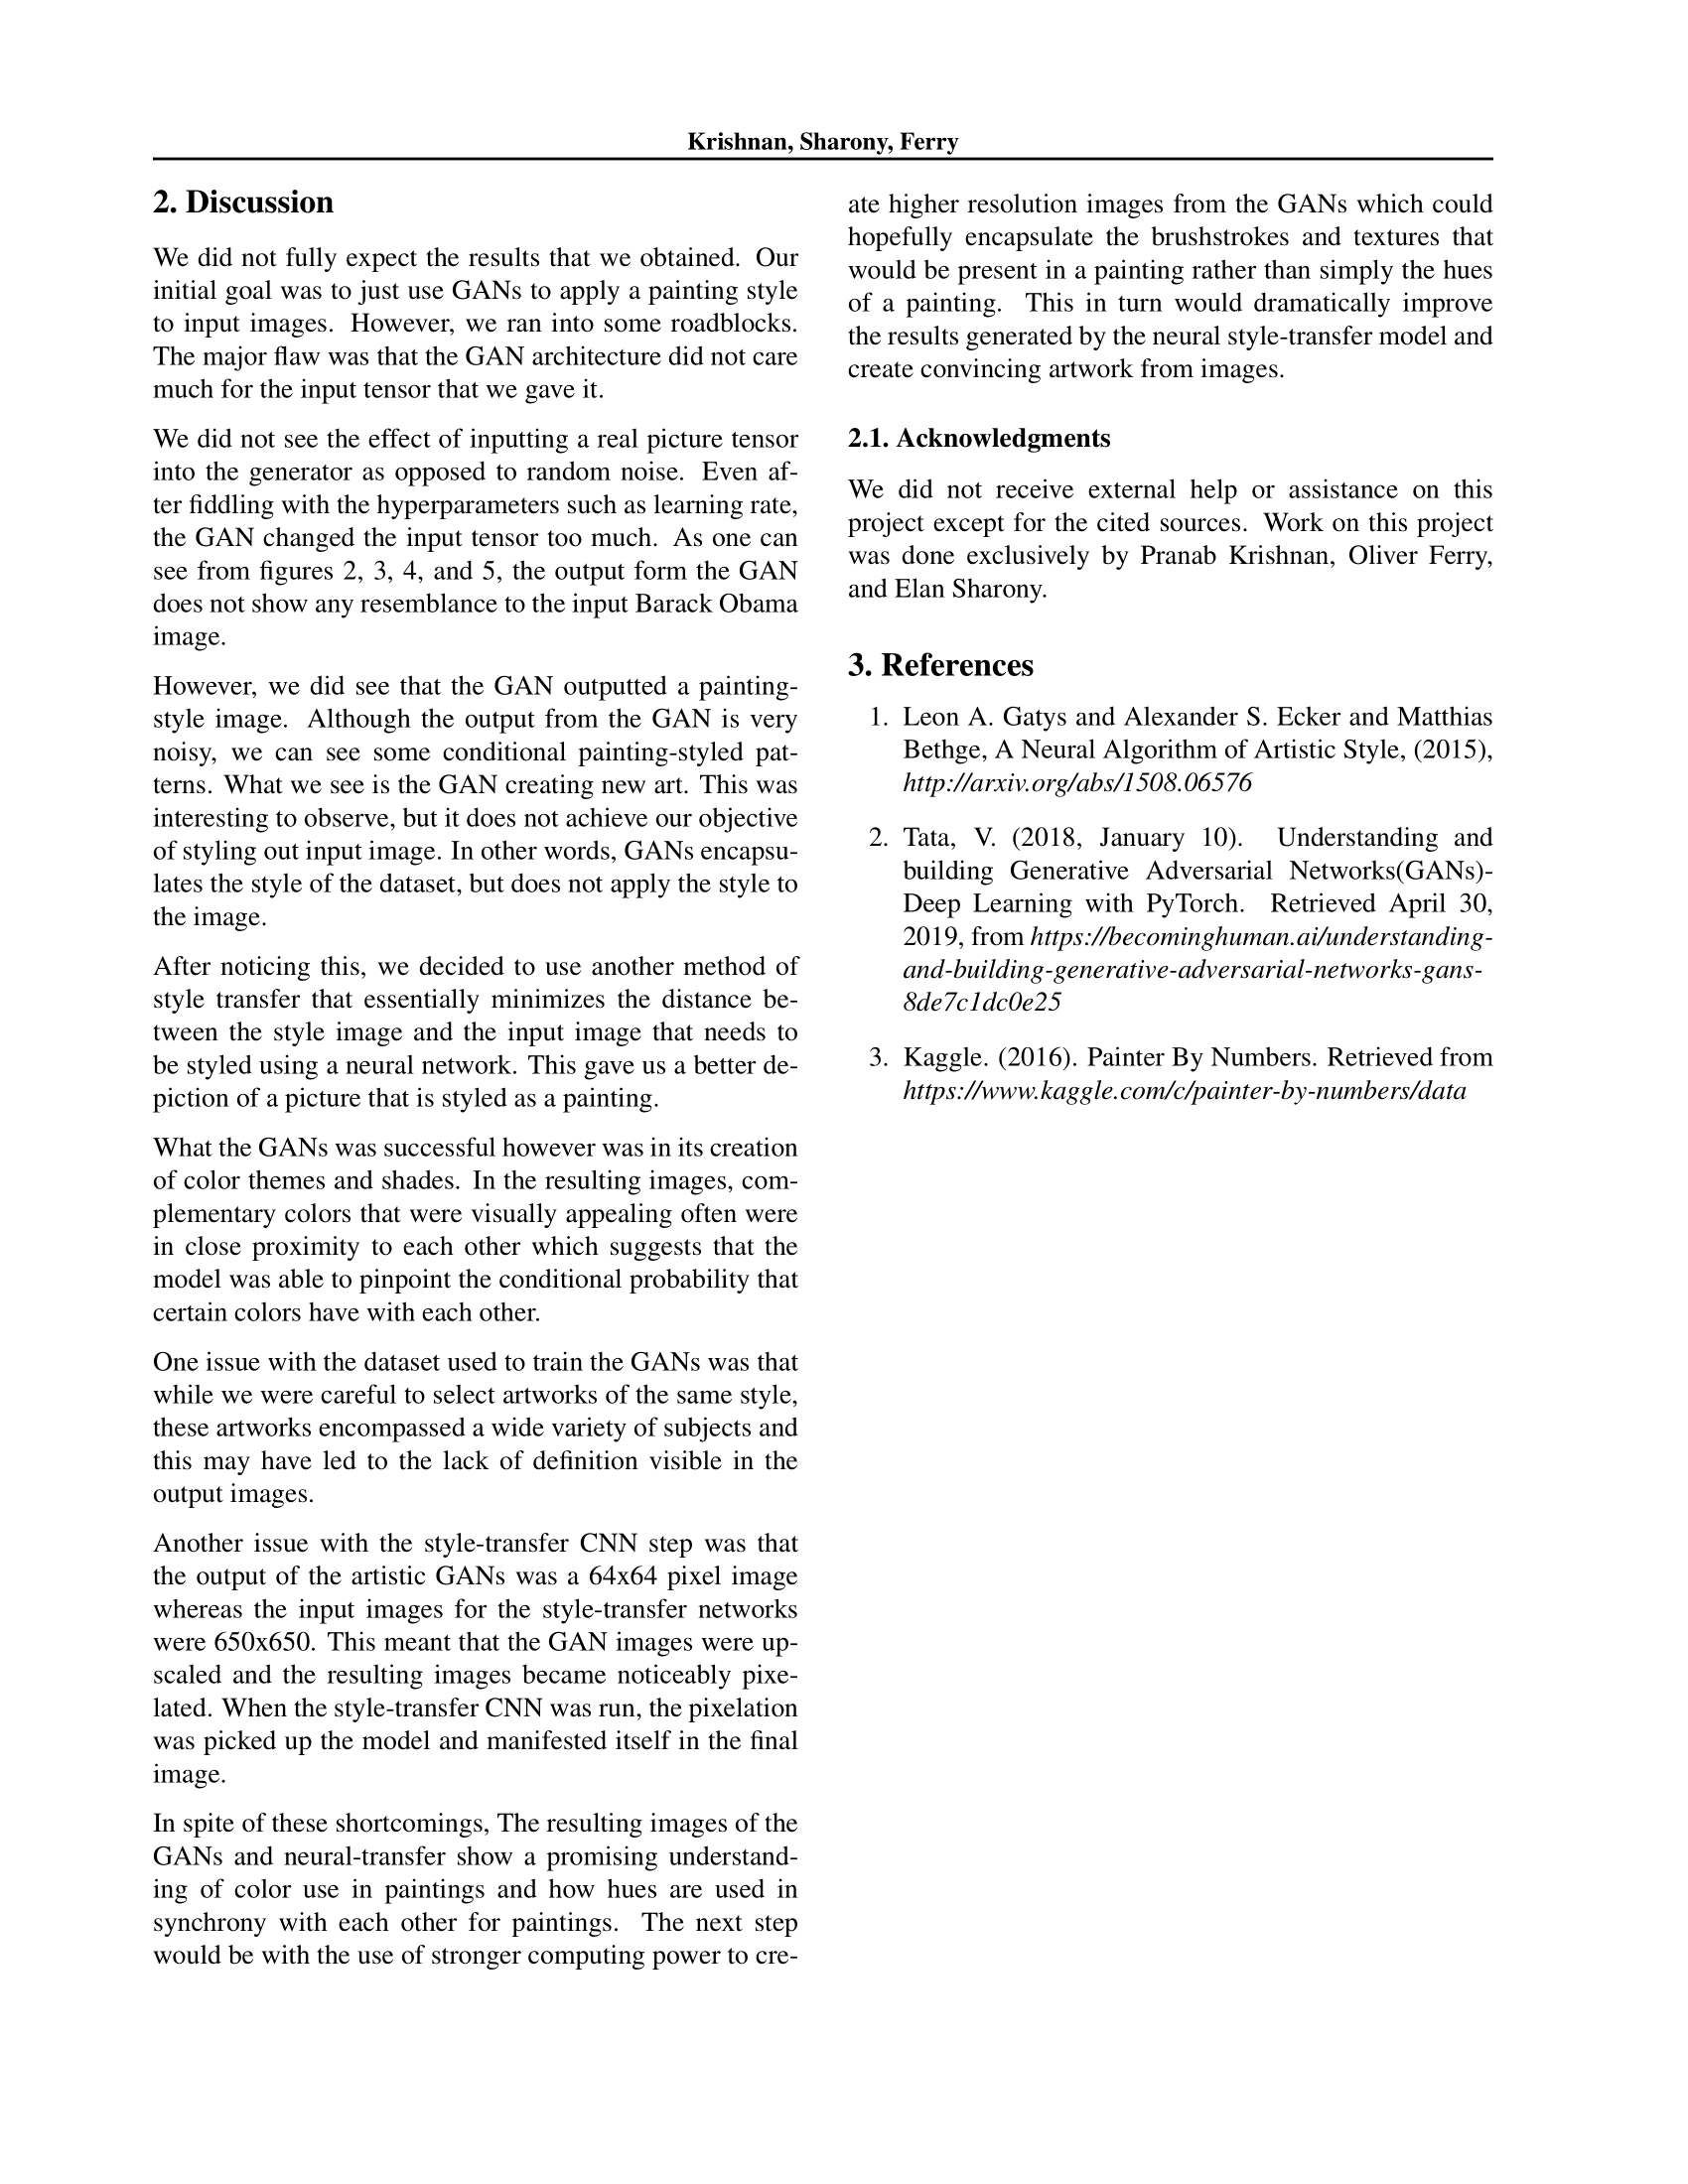 Krishnan, Sharony, Ferry
2. Discussion
We did not fully expect the results that we obtained. Our
initial goal was to just use GANs to apply a painting style
to input images. However, we ran into some roadblocks.
The major flaw was that the GAN architecture did not care
much for the input tensor that we gave it.
We did not see the effect of inputting a real picture tensor
into the generator as opposed to random noise. Even af-
ter fiddling with the hyperparameters such as learning rate,
the GAN changed the input tensor too much. As one can
see from figures 2, 3, 4, and 5, the output form the GAN
does not show any resemblance to the input Barack Obama
image.
However, we did see that the GAN outputted a painting-
style image. Although the output from the GAN is very
noisy, we can see some conditional painting-styled pat-
terns. What we see is the GAN creating new art. This was
interesting to observe, but it does not achieve our objective
of styling out input image. In other words, GANs encapsu-
lates the style of the dataset, but does not apply the style to
the image.
After noticing this, we decided to use another method of
style transfer that essentially minimizes the distance be-
tween the style image and the input image that needs to
be styled using a neural network. This gave us a better de-
piction of a picture that is styled as a painting.
What the GANs was successful however was in its creation
of color themes and shades. In the resulting images, com-
plementary colors that were visually appealing often were
in close proximity to each other which suggests that the
model was able to pinpoint the conditional probability that
certain colors have with each other.
One issue with the dataset used to train the GANs was that
while we were careful to select artworks of the same style,
these artworks encompassed a wide variety of subjects and
this may have led to the lack of definition visible in the
output images.
Another issue with the style-transfer CNN step was that
the output of the artistic GANs was a 64x64 pixel image
whereas the input images for the style-transfer networks
were 650x650. This meant that the GAN images were up-
scaled and the resulting images became noticeably pixe-
lated. When the style-transfer CNN was run, the pixelation
was picked up the model and manifested itself in the final
image.
In spite of these shortcomings, The resulting images of the
GANs and neural-transfer show a promising understand-
ing of color use in paintings and how hues are used in
synchrony with each other for paintings. The next step
would be with the use of stronger computing power to cre-
ate higher resolution images from the GANs which could
hopefully encapsulate the brushstrokes and textures that
would be present in a painting rather than simply the hues
of a painting. This in turn would dramatically improve
the results generated by the neural style-transfer model and
create convincing artwork from images.
2.1. Acknowledgments
We did not receive external help or assistance on this
project except for the cited sources. Work on this project
was done exclusively by Pranab Krishnan, Oliver Ferry,
and Elan Sharony.
3. References
1. Leon A. Gatys and Alexander S. Ecker and Matthias
Bethge, A Neural Algorithm of Artistic Style, (2015),
http://arxiv.org/abs/1508.06576
2. Tata, V. (2018, January 10). Understanding and
building Generative Adversarial Networks(GANs)-
Deep Learning with PyTorch. Retrieved April 30,
2019, from https://becominghuman.ai/understanding-
and-building-generative-adversarial-networks-gans-
8de7c1dc0e25
3. Kaggle. (2016). Painter By Numbers. Retrieved from
https://www.kaggle.com/c/painter-by-numbers/data